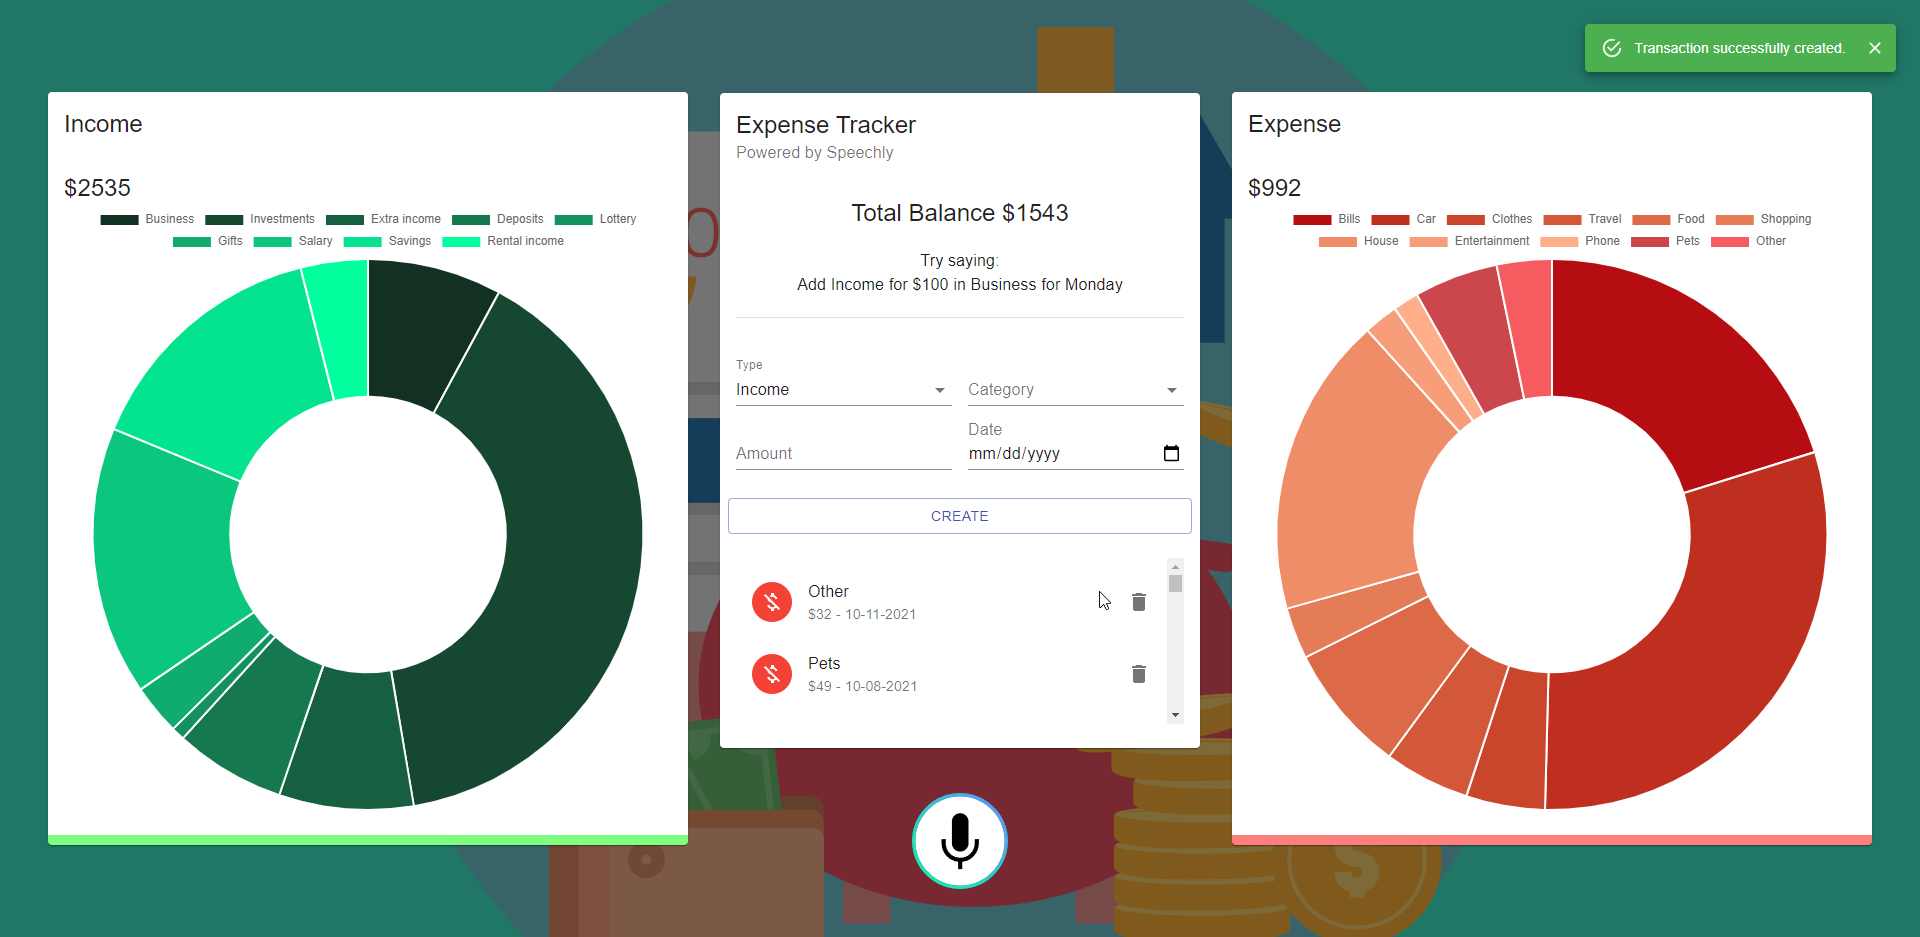 Transaction successfully created.
Income
$2535
Business Investments Extra income Deposits Lottery
Gifts Salary Savings Rental income
Expense Tracker
Powered by Speechly
Total Balance $1543
Try saying:
Add Income for $100 in Business for Monday
Type
Income
Category
Amount
Date
mm/dd/yyyy
CREATE
Other
$32 - 10-11-2021
Pets
$49 - 10-08-2021
Expense
$992
Bills Car Clothes Travel Food Shopping
House Entertainment Phone Pets Other
0
$